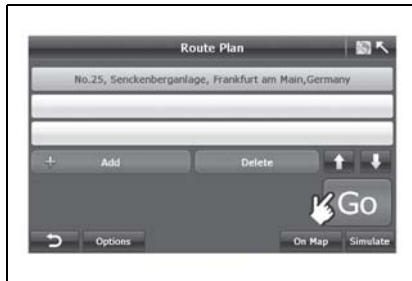 Route Plan
No.25, Senckenberganlage, Frankfurt am Main,Germany
Add Delete
Go
Options On Map Simulate